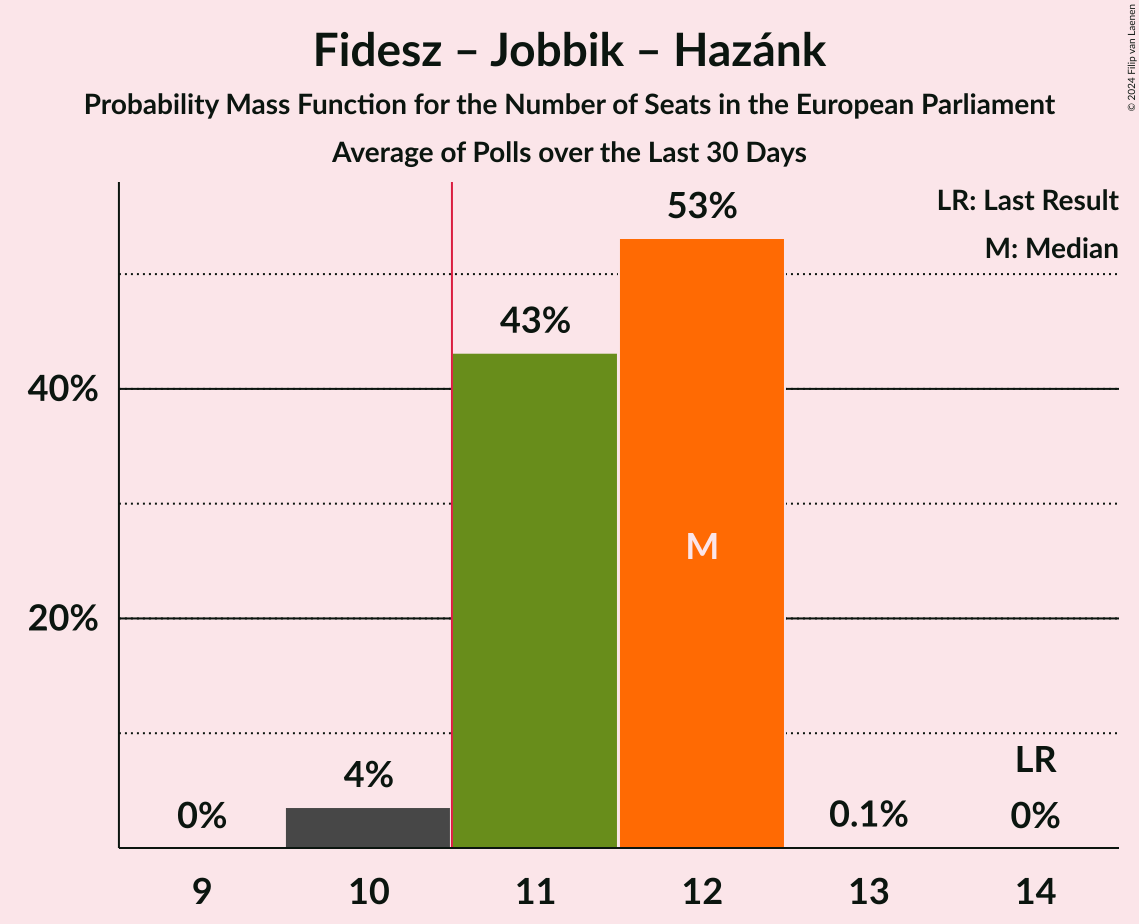 Fidesz – Jobbik – Hazánk
Probability Mass Function for the Number of Seats in the European Parliament
Average of Polls over the Last 30 Days
© 2024 Filip van Laenen
LR: Last Result
M: Median
53%
43%
40%
M
20%
LR
4%
0%
0.1%
0%
9 10 11 12 13 14